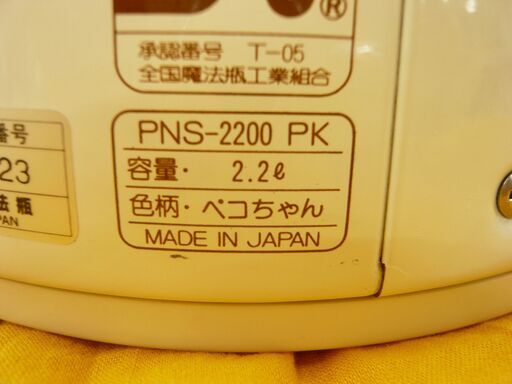 ®
承認番号 T-05
全国魔法瓶工業組合
番号
23
法瓶
PAN
PNS-2200 PK
容量・ 2.2ℓ
色柄・ペコちゃん
MADE IN JAPAN